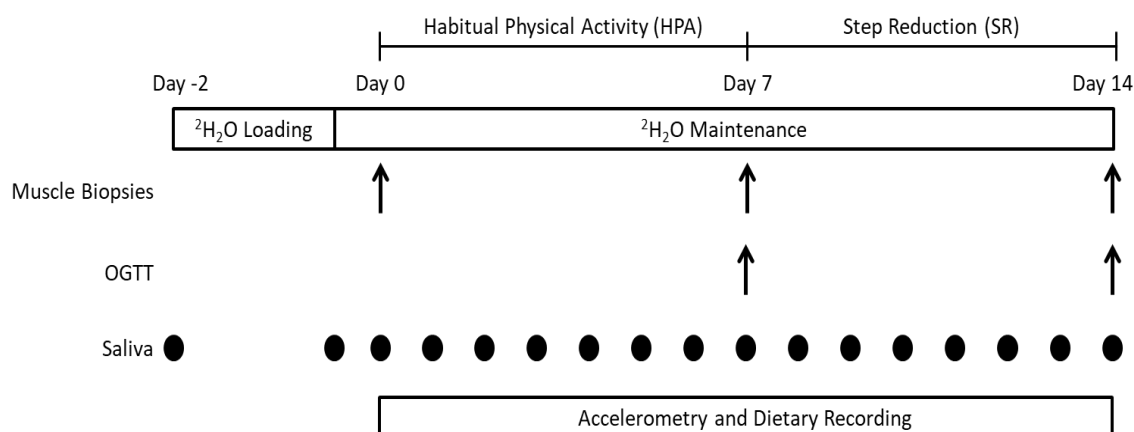 Habitual Physical Activity (HPA) Step Reduction (SR)
Day -2 Day 0 Day 7 Day 14
²H₂O Loading ²H₂O Maintenance
Muscle Biopsies
OGTT
Saliva
Accelerometry and Dietary Recording